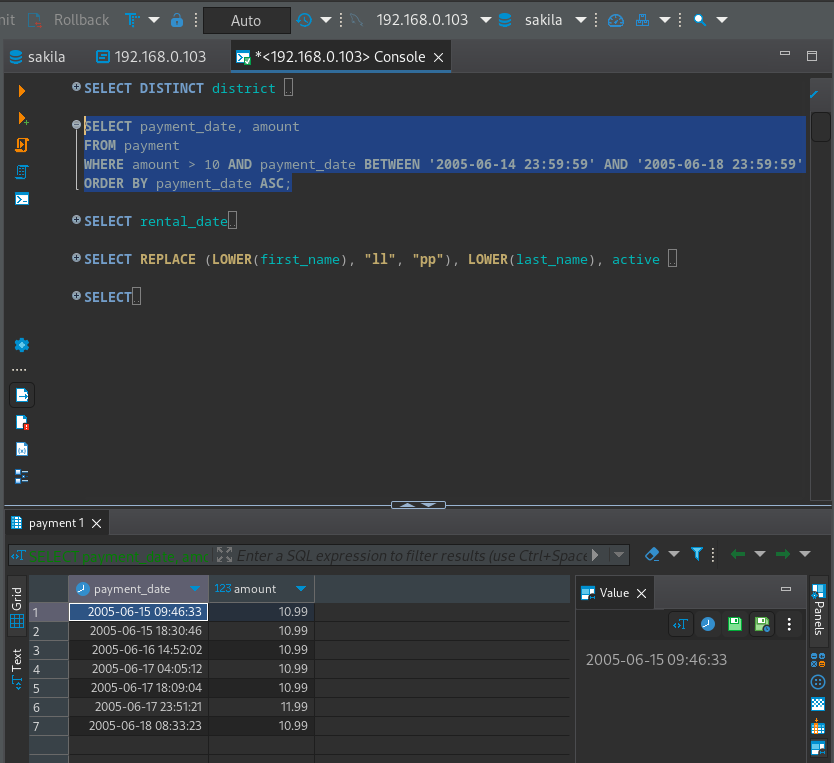 nit Rollback T Auto 192.168.0.103 sakila
sakila 192.168.0.103 *<192.168.0.103> Console
SELECT DISTINCT district
SELECT payment_date, amount
FROM payment
WHERE amount > 10 AND payment_date BETWEEN '2005-06-14 23:59:59' AND '2005-06-18 23:59:59'
ORDER BY payment_date ASC;
SELECT rental_date
SELECT REPLACE (LOWER(first_name), "ll", "pp"), LOWER(last_name), active
SELECT
payment 1
SELECT payment_date, amo Enter a SQL expression to filter results (use Ctrl+Space
Grid
Text
payment_date 123 amount
1 2005-06-15 09:46:33 10.99
2 2005-06-15 18:30:46 10.99
3 2005-06-16 14:52:02 10.99
4 2005-06-17 04:05:12 10.99
5 2005-06-17 18:09:04 10.99
6 2005-06-17 23:51:21 11.99
7 2005-06-18 08:33:23 10.99
Value
2005-06-15 09:46:33
Panels